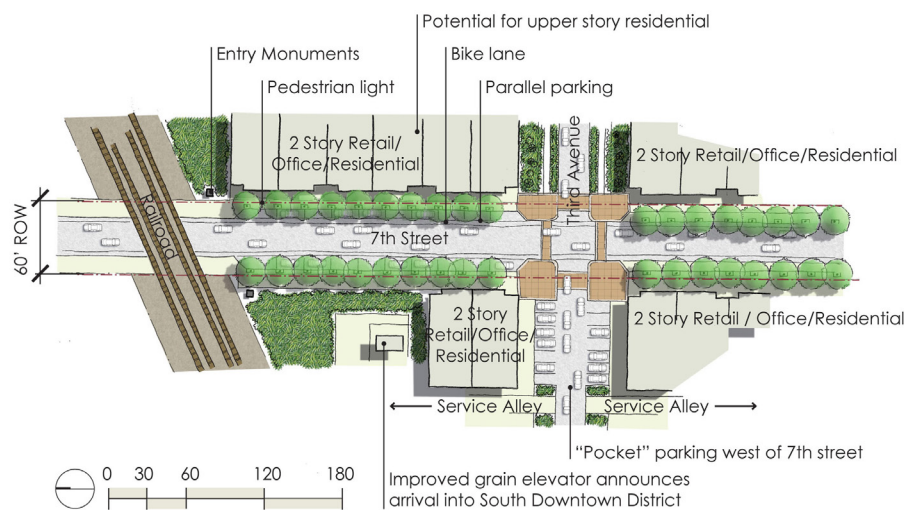 Potential for upper story residential
Entry Monuments
Bike lane
Pedestrian light
Parallel parking
2 Story Retail/
Office/Residential
Third Avenue
2 Story Retail/Office/Residential
Railroad
60' ROW
7th Street
2 Story
Retail/Office/
Residential
2 Story Retail / Office/Residential
Service Alley
Service Alley
“Pocket” parking west of 7th street
0 30 60 120 180
Improved grain elevator announces
arrival into South Downtown District